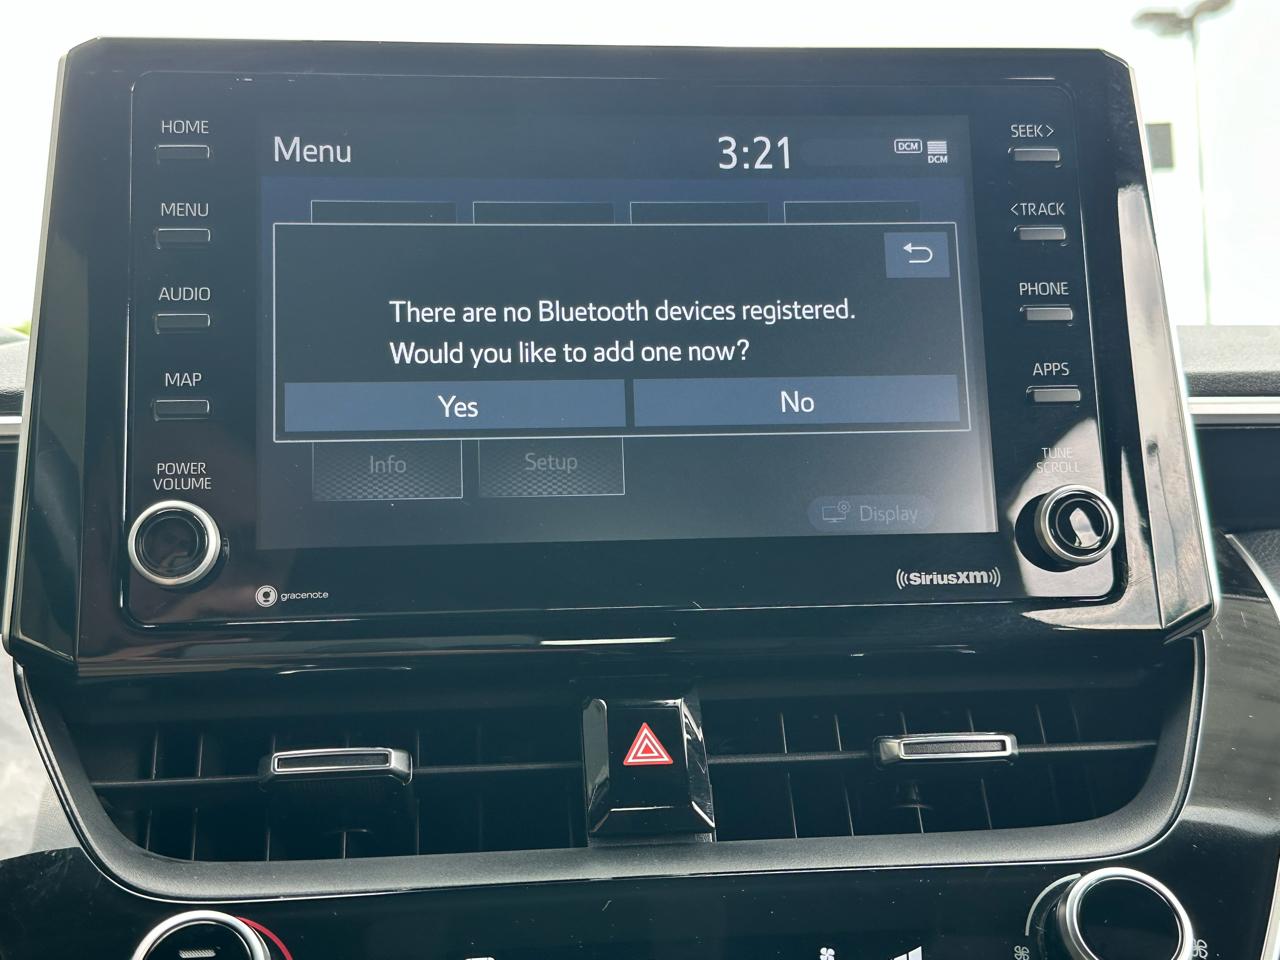 HOME
MENU
AUDIO
MAP
POWER
VOLUME
Menu
3:21
DCM
DCM
There are no Bluetooth devices registered.
Would you like to add one now?
Yes
No
Info
Setup
Display
SEEK>
<TRACK
PHONE
APPS
TUNE
SCROLL
gracenote
((SiriusXM))